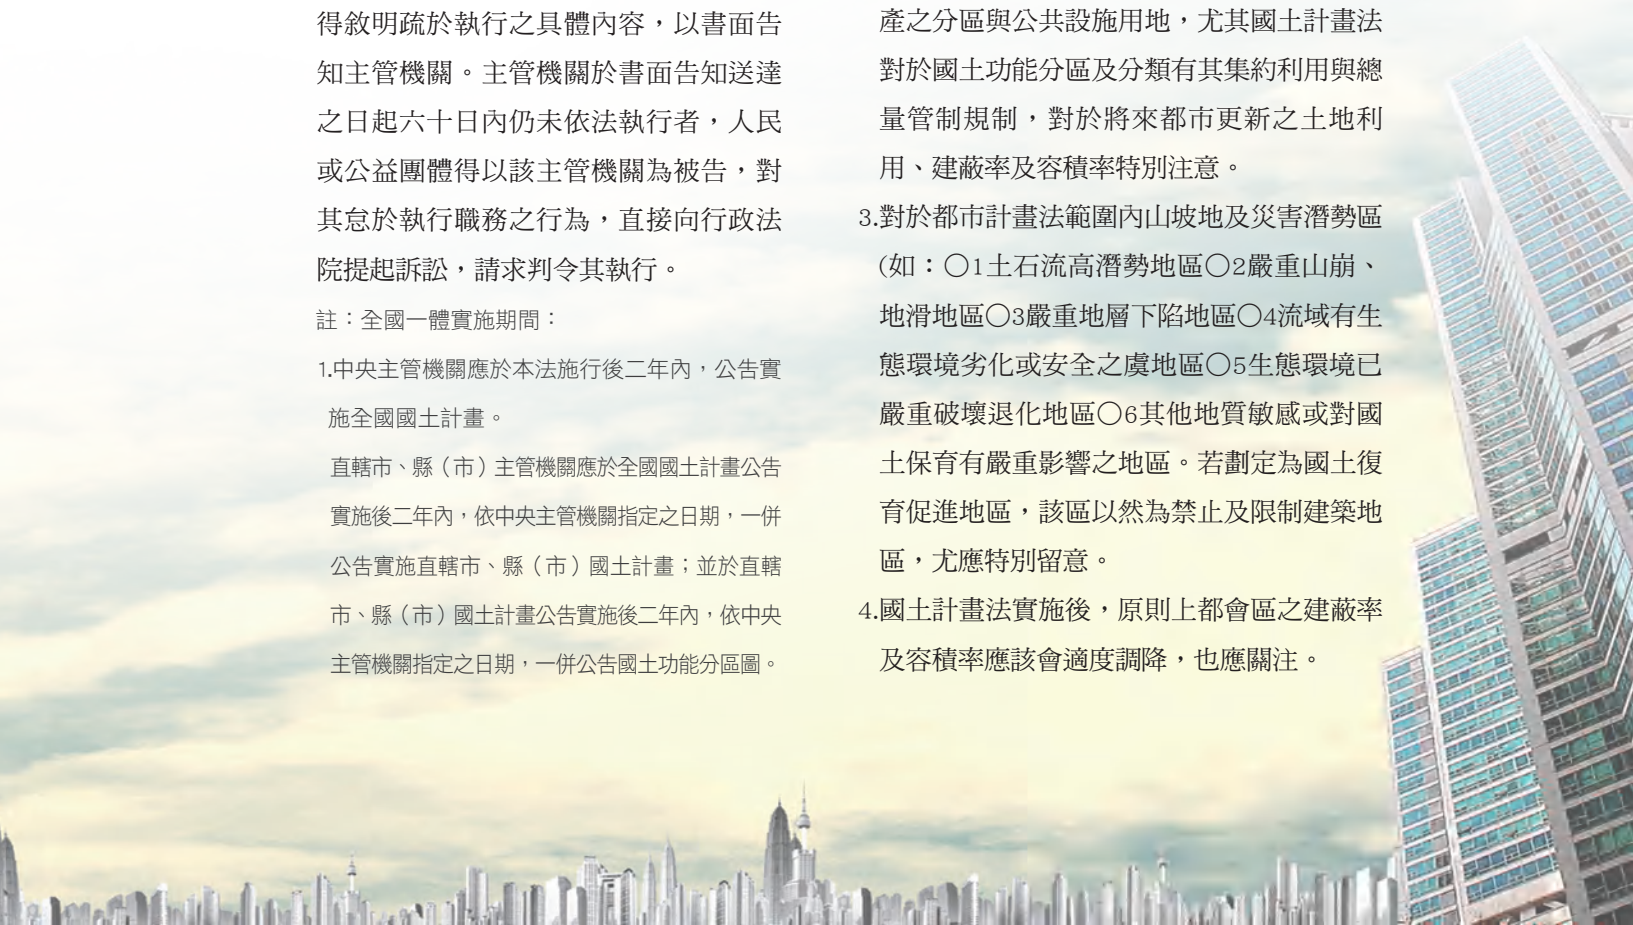 得敘明疏於執行之具體內容，以書面告
知主管機關。主管機關於書面告知送達
之日起六十日內仍未依法執行者，人民
或公益團體得以該主管機關為被告，對
其怠於執行職務之行為，直接向行政法
院提起訴訟，請求判令其執行。
註：全國一體實施期間：
1.中央主管機關應於本法施行後二年內，公告實
施全國國土計畫。
直轄市、縣（市）主管機關應於全國國土計畫公告
實施後二年內，依中央主管機關指定之日期，一併
公告實施直轄市、縣（市）國土計畫；並於直轄
市、縣（市）國土計畫公告實施後二年內，依中央
主管機關指定之日期，一併公告國土功能分區圖。
產之分區與公共設施用地，尤其國土計畫法
對於國土功能分區及分類有其集約利用與總
量管制規制，對於將來都市更新之土地利
用、建蔽率及容積率特別注意。
3.對於都市計畫法範圍內山坡地及災害潛勢區
(如：○1土石流高潛勢地區○2嚴重山崩、
地滑地區○3嚴重地層下陷地區○4流域有生
態環境劣化或安全之虞地區○5生態環境已
嚴重破壞退化地區○6其他地質敏感或對國
土保育有嚴重影響之地區。若劃定為國土復
育促進地區，該區以然為禁止及限制建築地
區，尤應特別留意。
4.國土計畫法實施後，原則上都會區之建蔽率
及容積率應該會適度調降，也應關注。